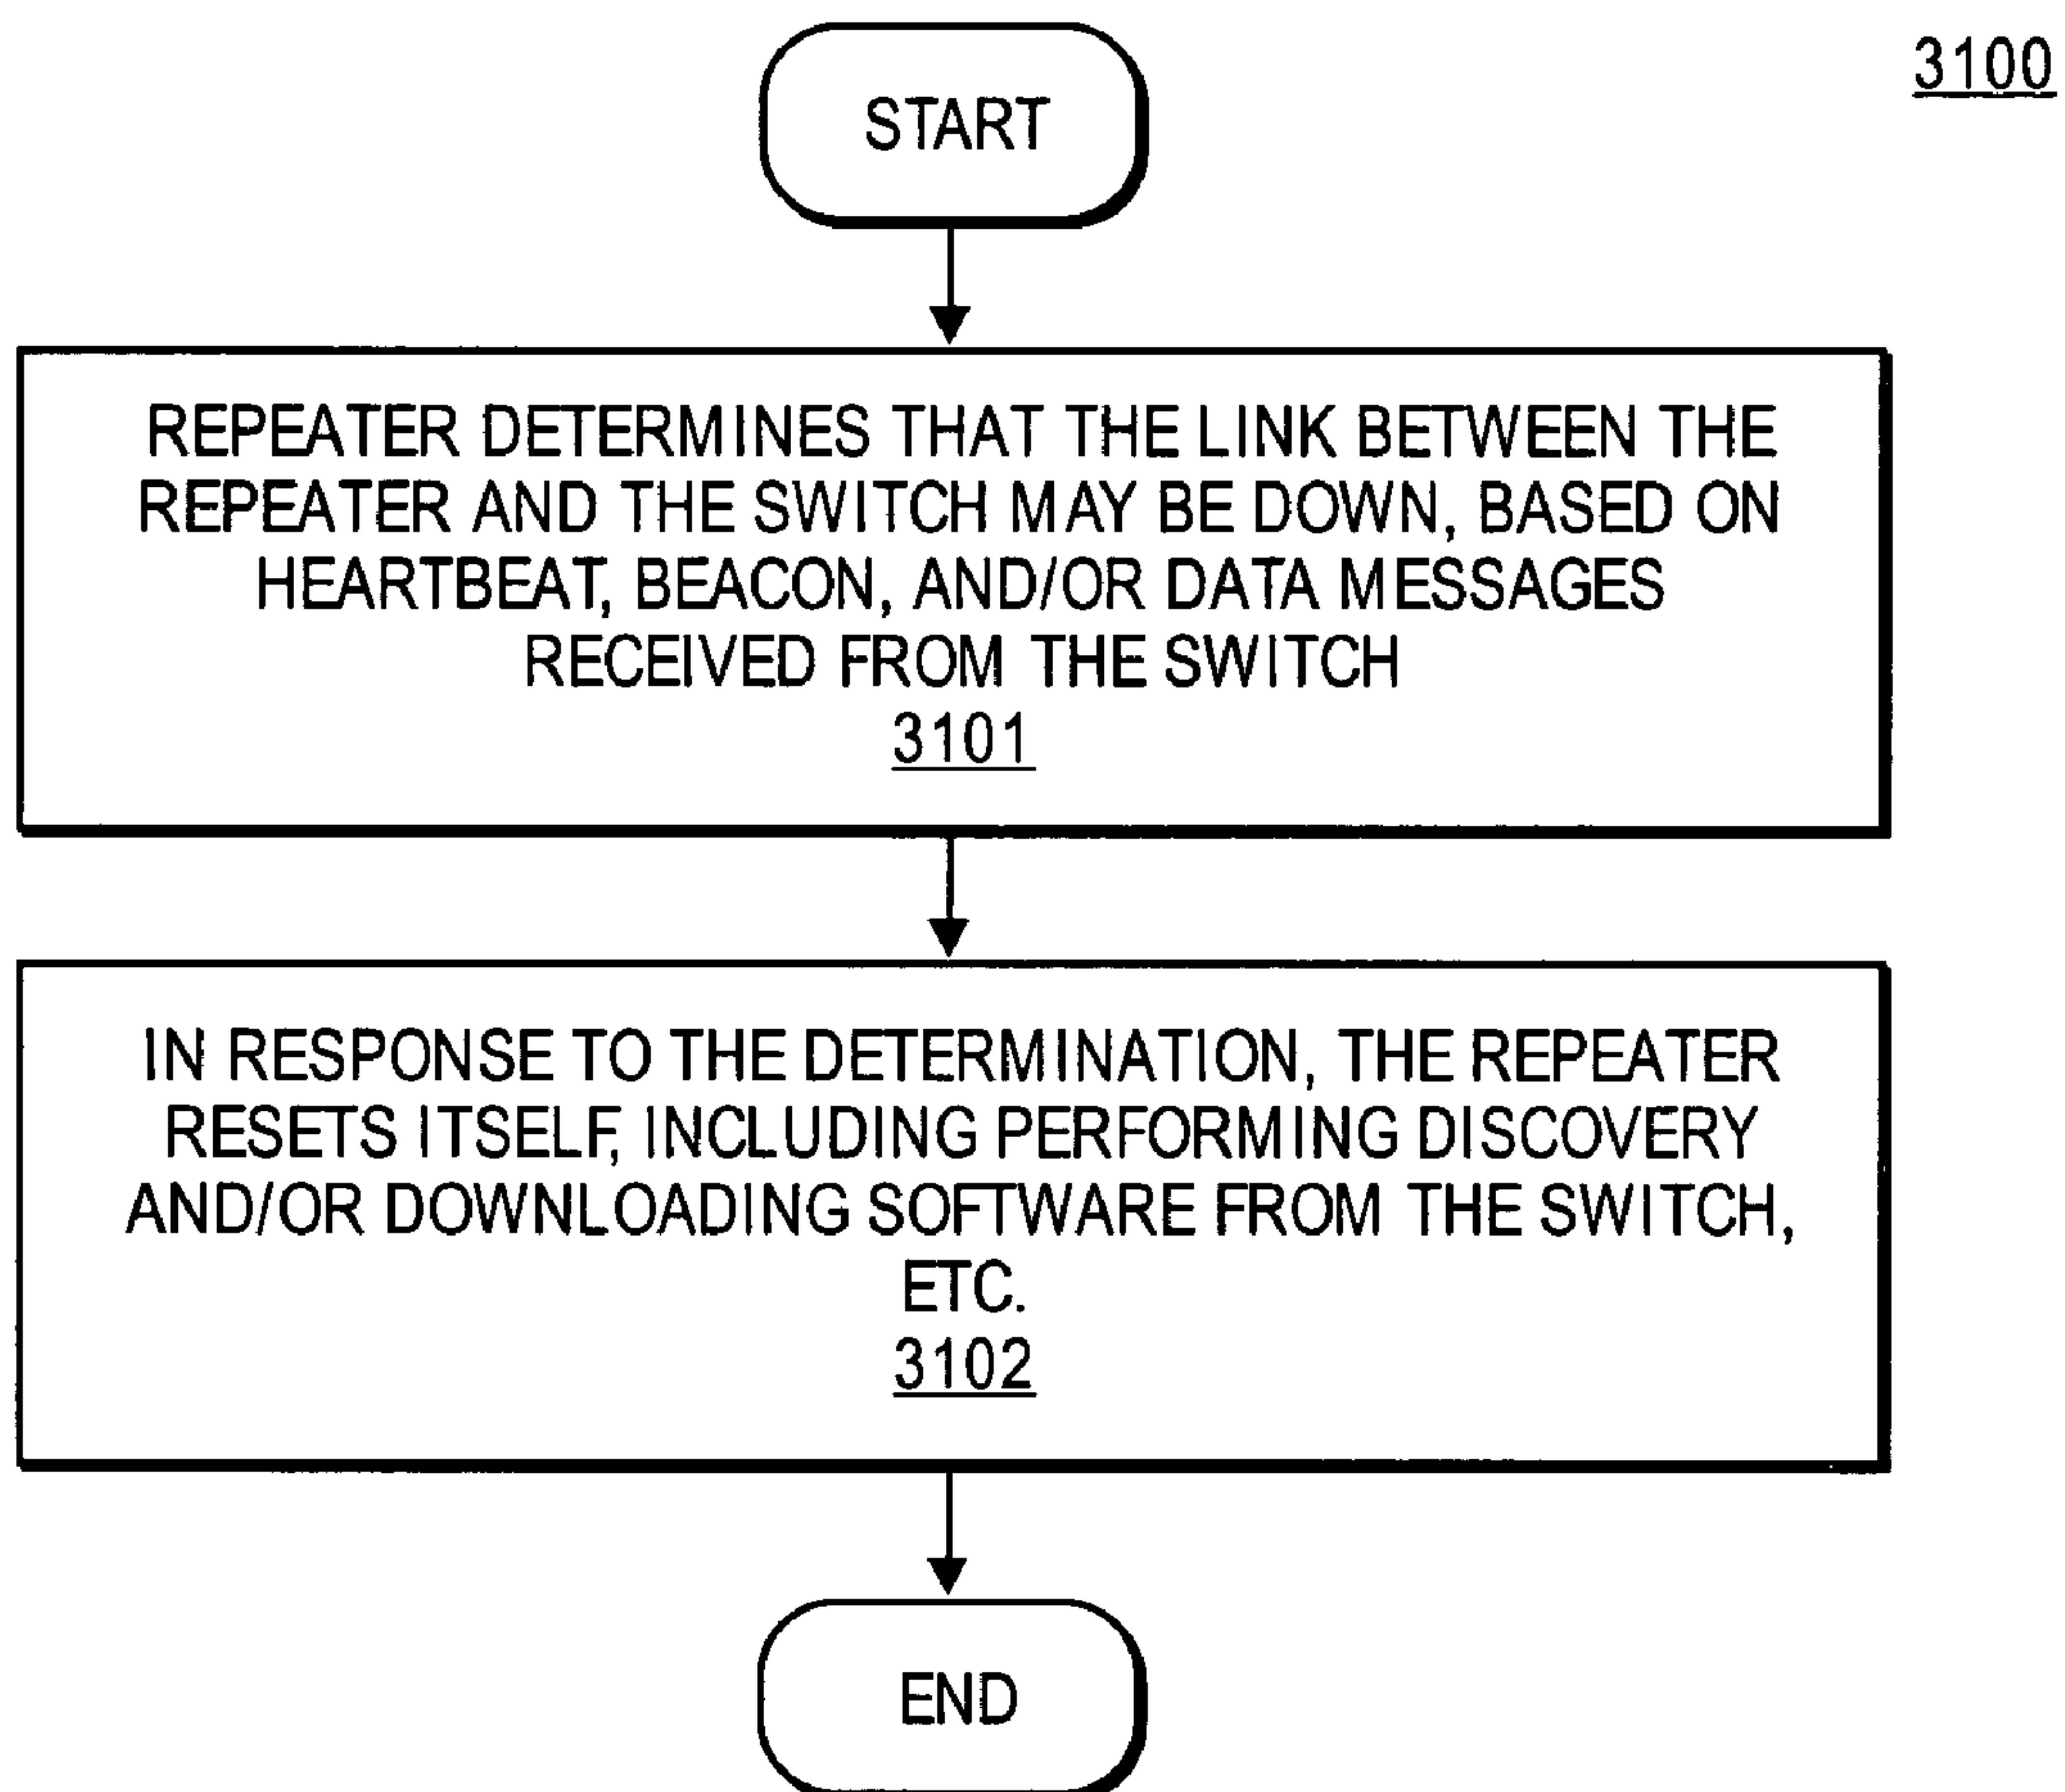 3100
START
REPEATER DETERMINES THAT THE LINK BETWEEN THE
REPEATER AND THE SWITCH MAY BE DOWN, BASED ON
HEARTBEAT, BEACON, AND/OR DATA MESSAGES
RECEIVED FROM THE SWITCH
3101
IN RESPONSE TO THE DETERMINATION, THE REPEATER
RESETS ITSELF, INCLUDING PERFORMING DISCOVERY
AND/OR DOWNLOADING SOFTWARE FROM THE SWITCH,
ETC.
3102
END